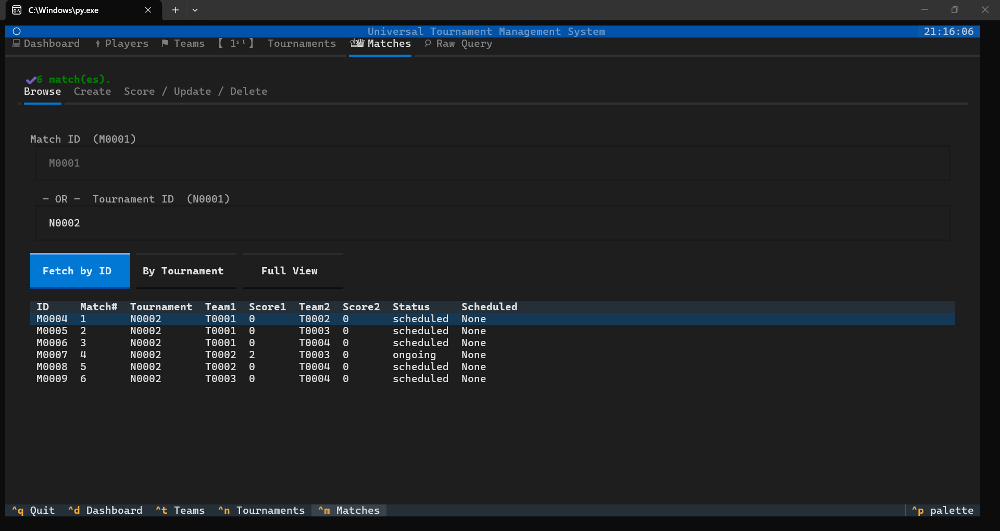 C:\Windows\py.exe
Universal Tournament Management System 21:16:06
Dashboard Players Teams 【 1ˢᵗ】 Tournaments Matches Raw Query
6 match(es).
Browse Create Score / Update / Delete
Match ID (M0001)
M0001
— OR — Tournament ID (N0001)
N0002
Fetch by ID By Tournament Full View
ID Match# Tournament Team1 Score1 Team2 Score2 Status Scheduled
M0004 1 N0002 T0001 0 T0002 0 scheduled None
M0005 2 N0002 T0001 0 T0003 0 scheduled None
M0006 3 N0002 T0001 0 T0004 0 scheduled None
M0007 4 N0002 T0002 2 T0003 0 ongoing None
M0008 5 N0002 T0002 0 T0004 0 scheduled None
M0009 6 N0002 T0003 0 T0004 0 scheduled None
^q Quit ^d Dashboard ^t Teams ^n Tournaments ^m Matches ^p palette